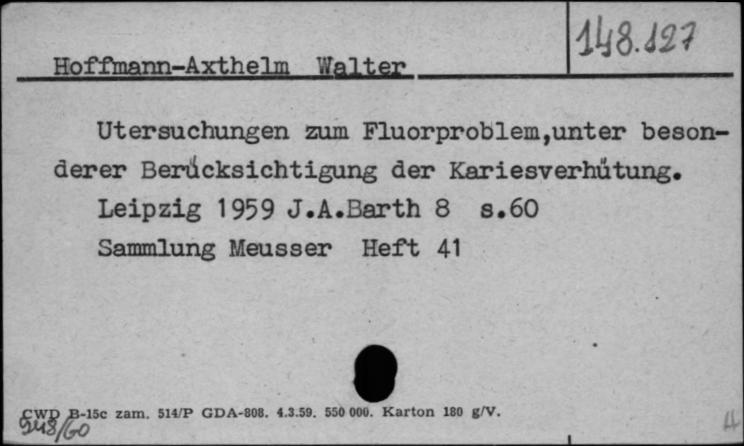 148.127
Hoffmann-Axthelm Walter
Utersuchungen zum Fluorproblem,unter beson-
derer Berücksichtigung der Kariesverhütung.
Leipzig 1959 J.A.Barth 8 s.60
Sammlung Meusser Heft 41
CWD B-15c zam. 514/P GDA-808. 4.3.59. 550 000. Karton 180 g/V.